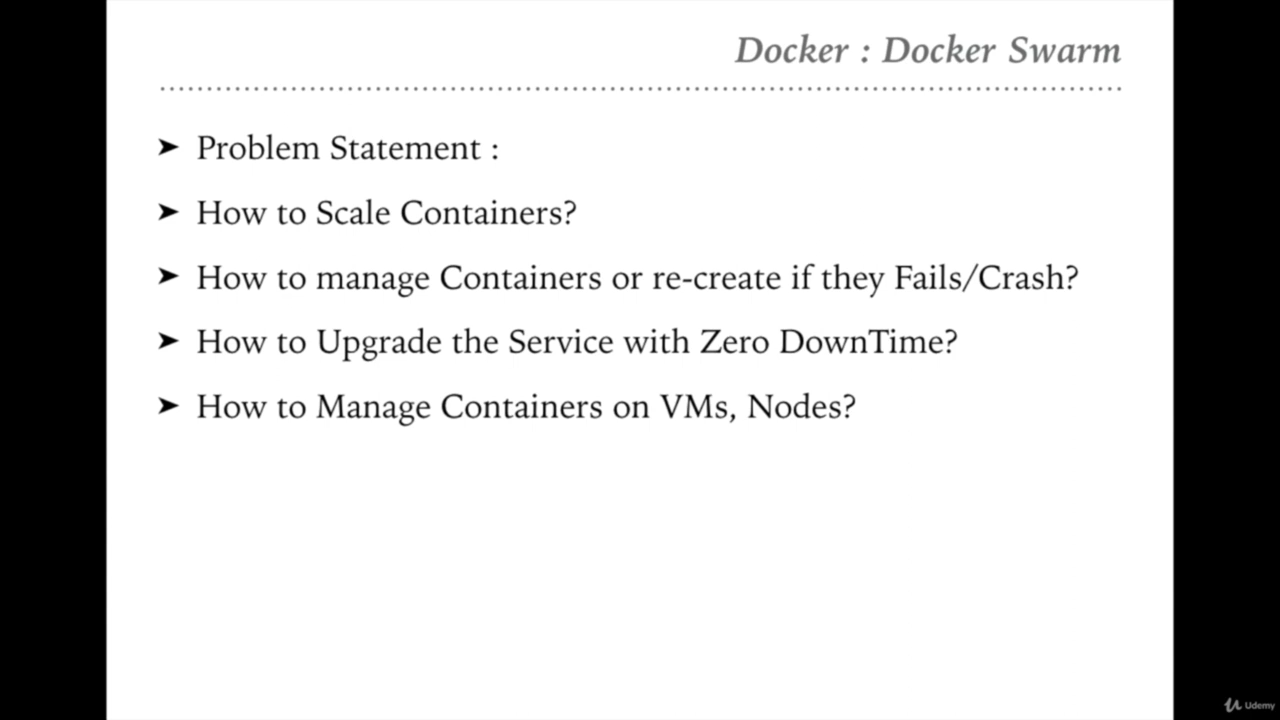 Docker : Docker Swarm
➤ Problem Statement :
➤ How to Scale Containers?
➤ How to manage Containers or re-create if they Fails/Crash?
➤ How to Upgrade the Service with Zero DownTime?
➤ How to Manage Containers on VMs, Nodes?
Udemy